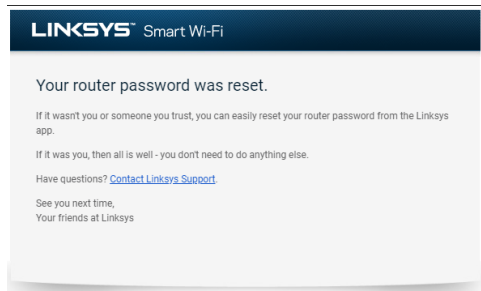 LINKSYS™ Smart Wi-Fi
Your router password was reset.
If it wasn't you or someone you trust, you can easily reset your router password from the Linksys
app.
If it was you, then all is well - you don't need to do anything else.
Have questions? Contact Linksys Support.
See you next time,
Your friends at Linksys